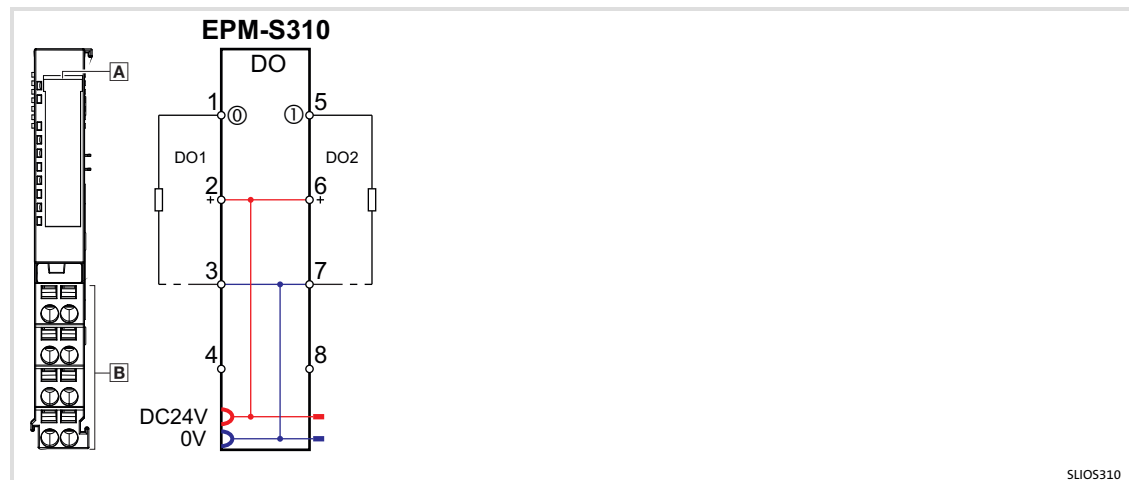 EPM-S310
DO
A
1 ⓪ ① 5
DO1 DO2
2 6
+ +
3 7
4 8
B
DC24V
0V
SLIOS310